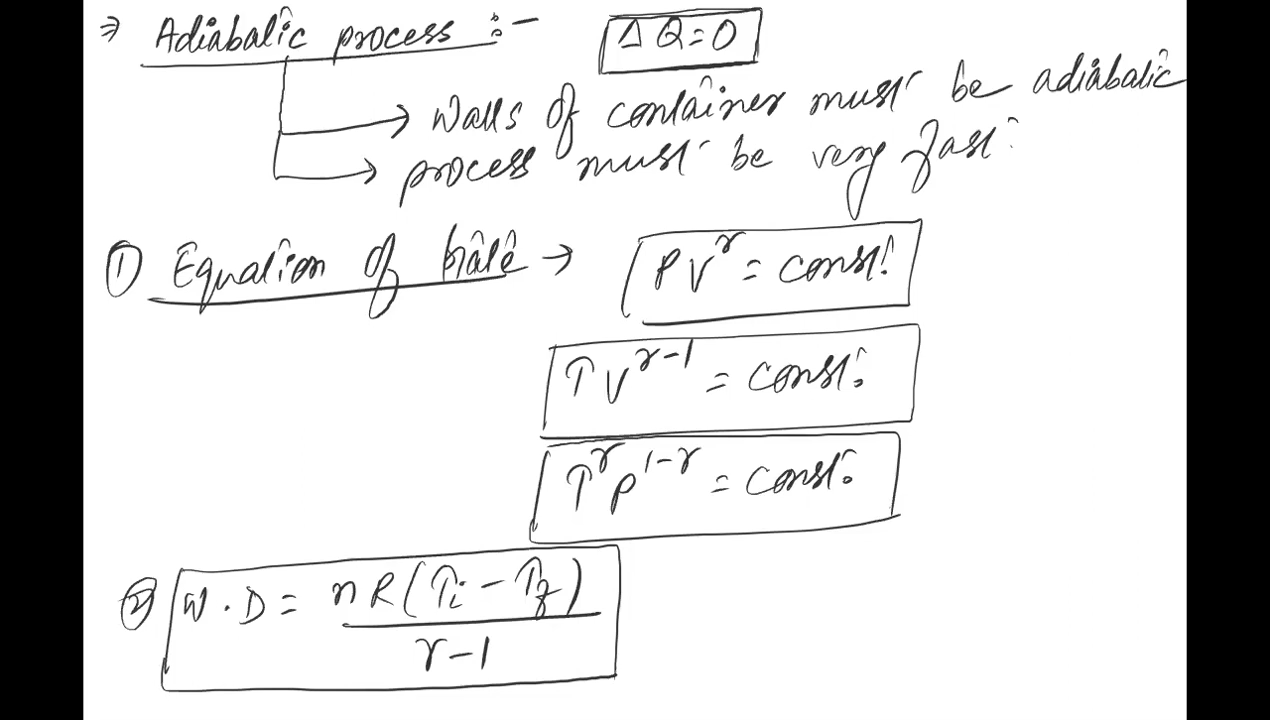 ⇒ Adiabatic process :- ΔQ=0
→ walls of container must be adiabatic
→ process must be very fast.
① Equation of state → PV^γ = const.
TV^γ-1 = const.
T^γ P^1-γ = const.
② W.D = nR(Ti - Tf) / γ-1